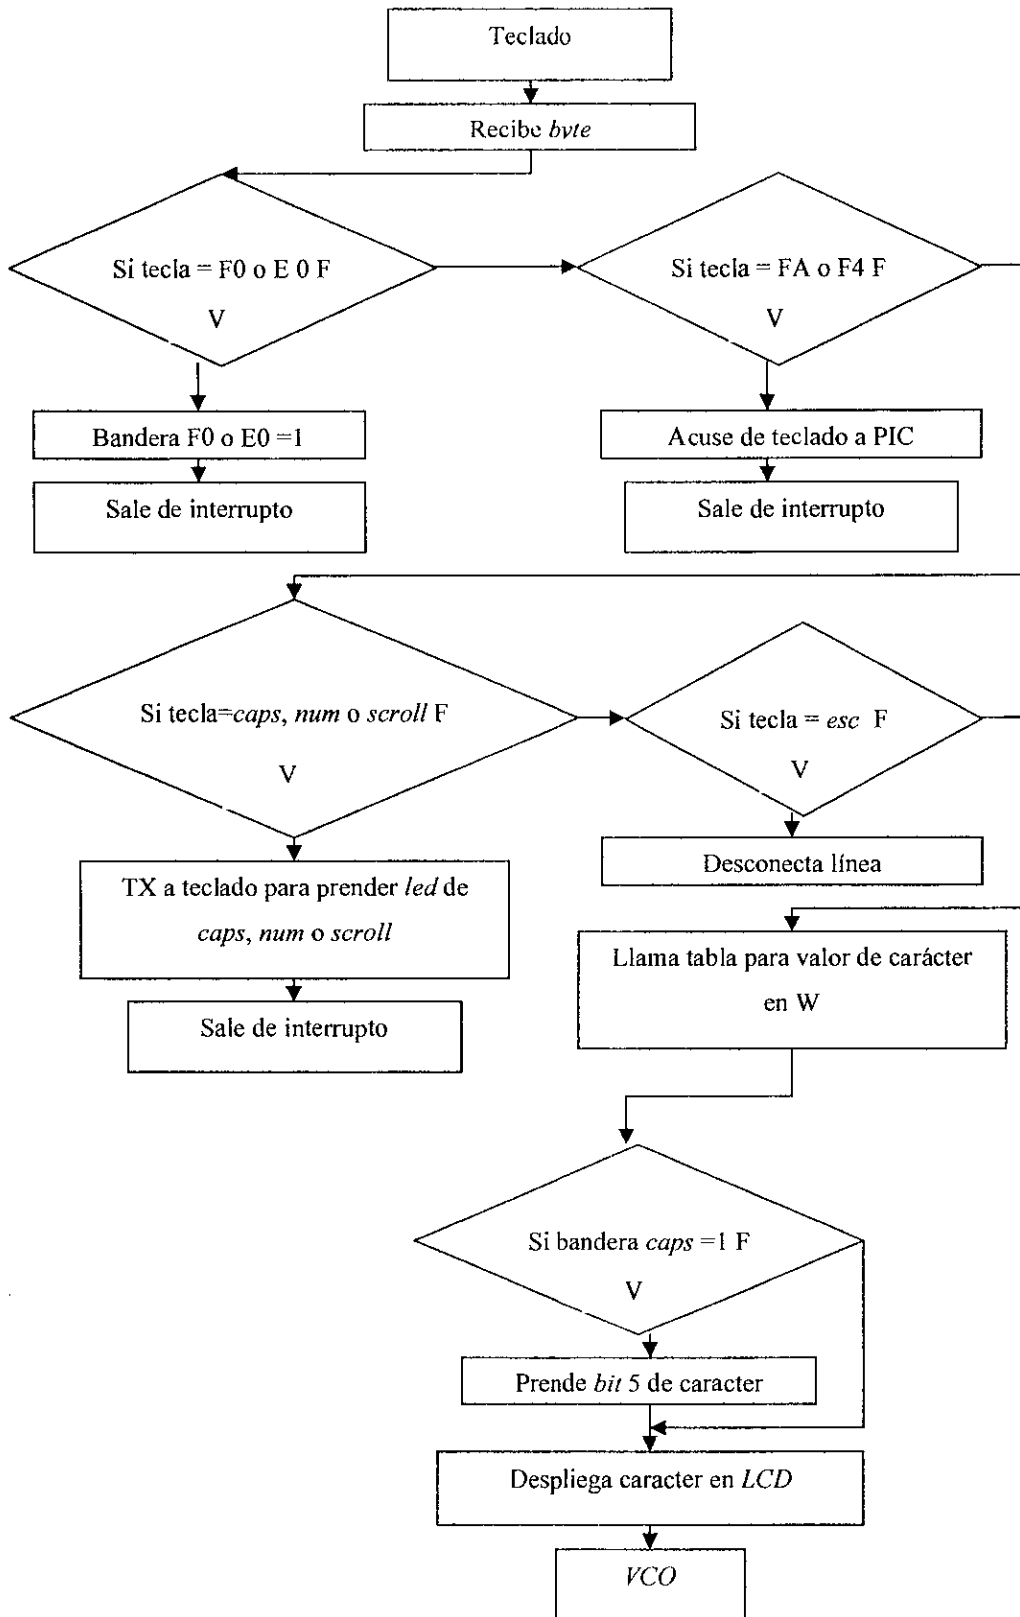 Teclado
Recibe byte
Si tecla = F0 o E 0 F
V
Si tecla = FA o F4 F
V
Bandera F0 o E0 =1
Acuse de teclado a PIC
Sale de interrupto
Sale de interrupto
Si tecla=caps, num o scroll F
V
Si tecla = esc F
V
Desconecta línea
TX a teclado para prender led de
caps, num o scroll
Llama tabla para valor de carácter
en W
Sale de interrupto
Si bandera caps =1 F
V
Prende bit 5 de caracter
Despliega caracter en LCD
VCO